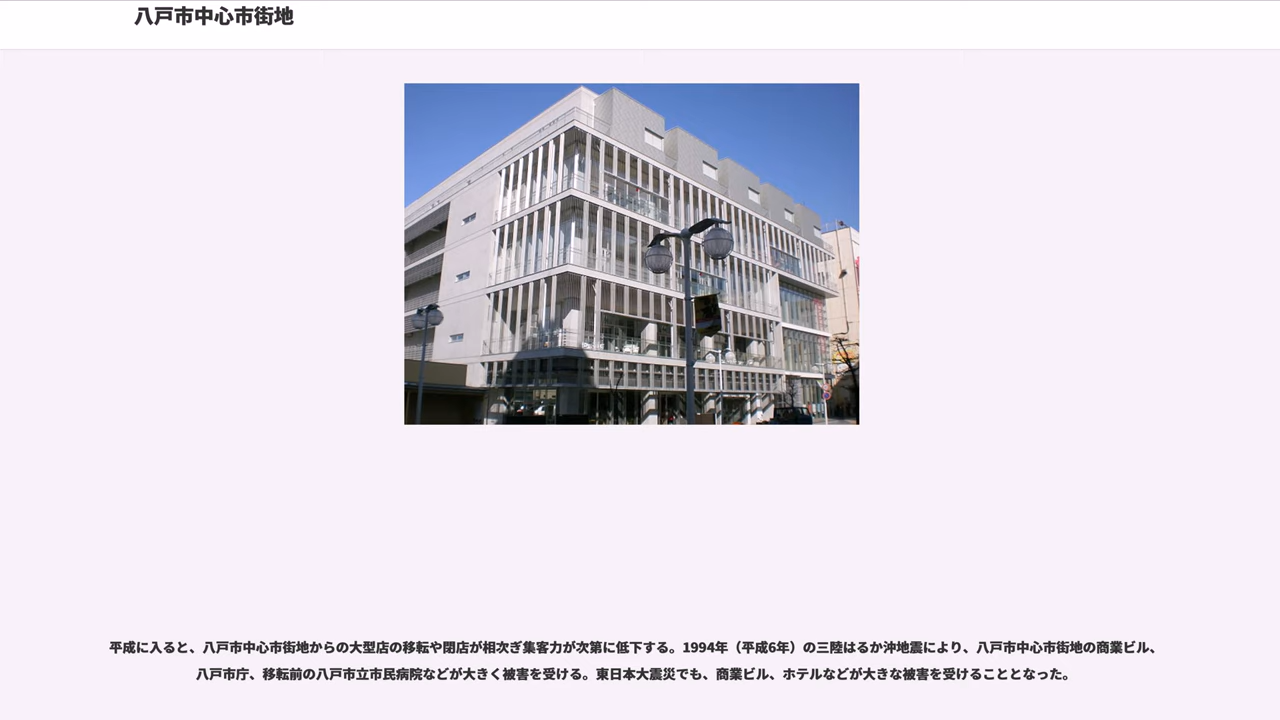 八戸市中心市街地
平成に入ると、八戸市中心市街地からの大型店の移転や閉店が相次ぎ集客力が次第に低下する。1994年（平成6年）の三陸はるか沖地震により、八戸市中心市街地の商業ビル、
八戸市庁、移転前の八戸市立市民病院などが大きく被害を受ける。東日本大震災でも、商業ビル、ホテルなどが大きな被害を受けることとなった。